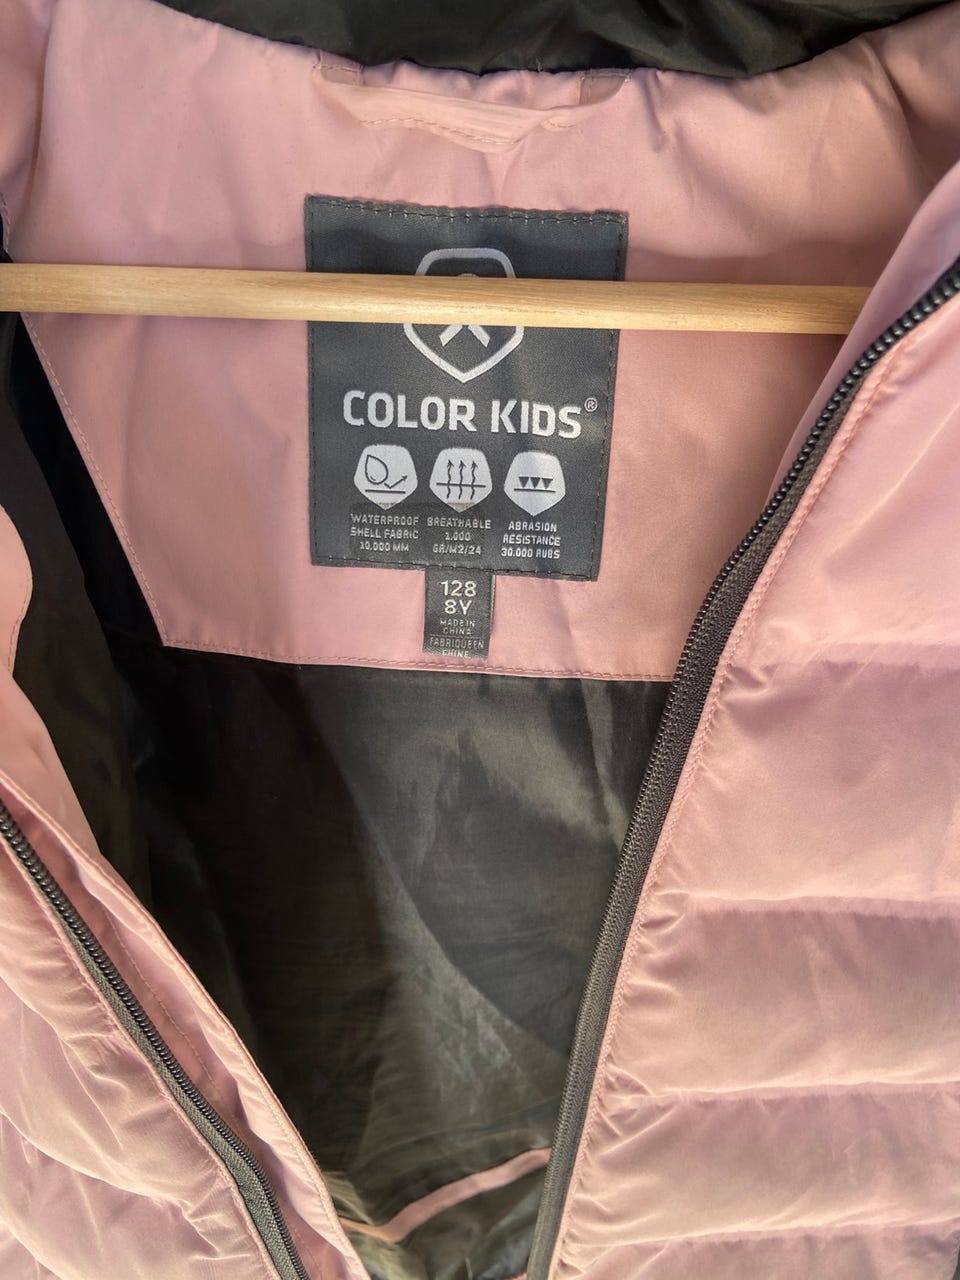 COLOR KIDS®
WATERPROOF
SHELL FABRIC
10.000 MM
BREATHABLE
1.000
GR/M2/24
ABRASION
RESISTANCE
30.000 RUBS
128
8Y
MADE IN
CHINA
FABRIQUÉ EN
CHINE